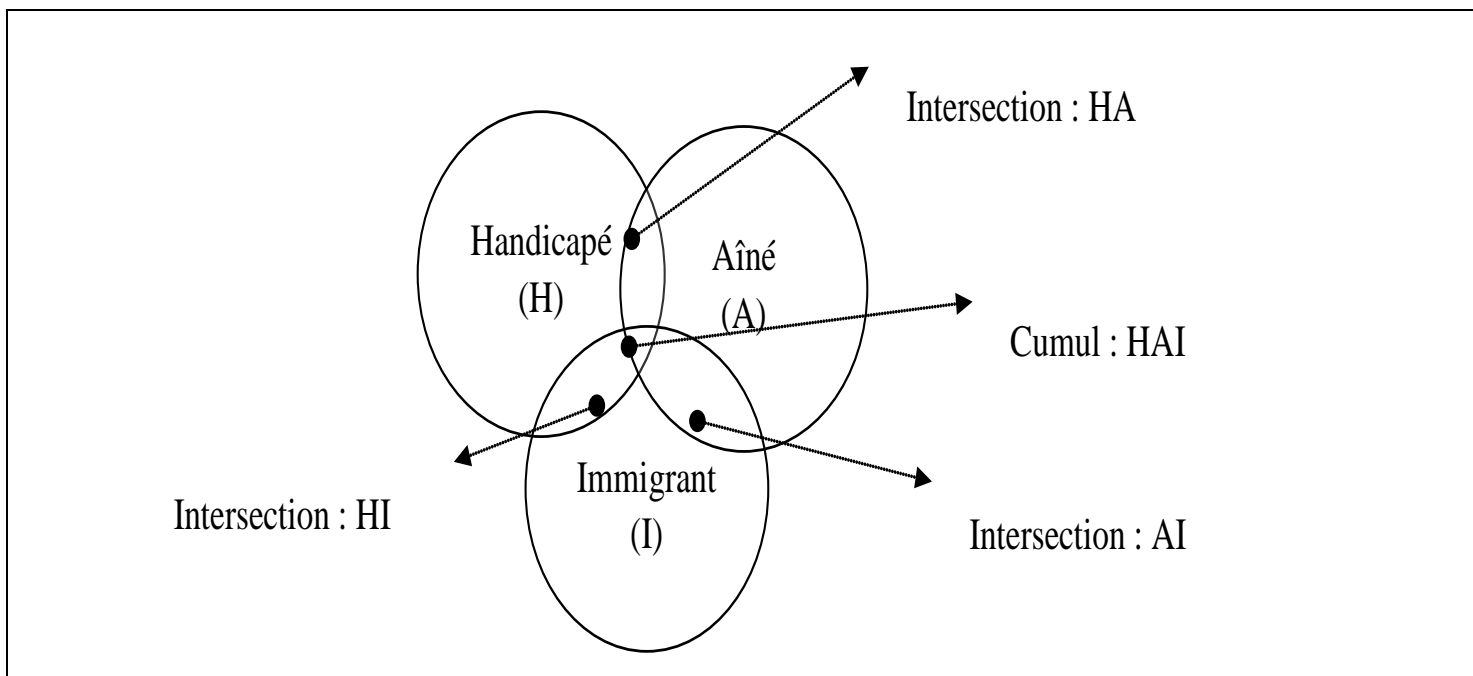 Intersection : HA
Handicapé
(H)
Aîné
(A)
Cumul : HAI
Immigrant
(I)
Intersection : HI
Intersection : AI